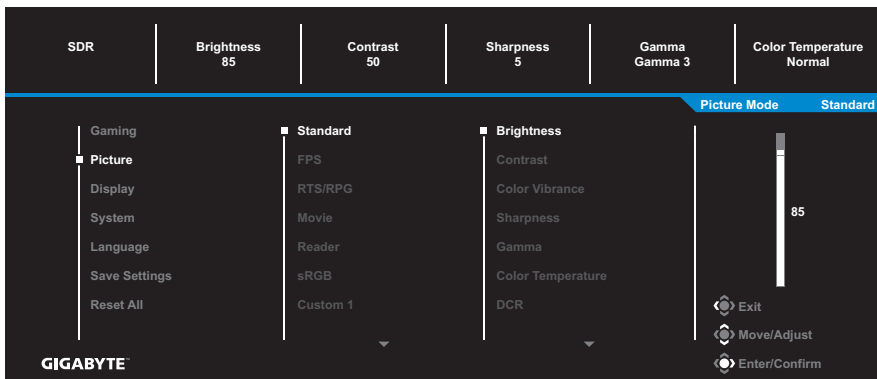 SDR
Brightness
85
Contrast
50
Sharpness
5
Gamma
Gamma 3
Color Temperature
Normal
Picture Mode Standard
Gaming
Picture
Display
System
Language
Save Settings
Reset All
Standard
FPS
RTS/RPG
Movie
Reader
sRGB
Custom 1
Brightness
Contrast
Color Vibrance
Sharpness
Gamma
Color Temperature
DCR
85
Exit
Move/Adjust
Enter/Confirm
GIGABYTE™